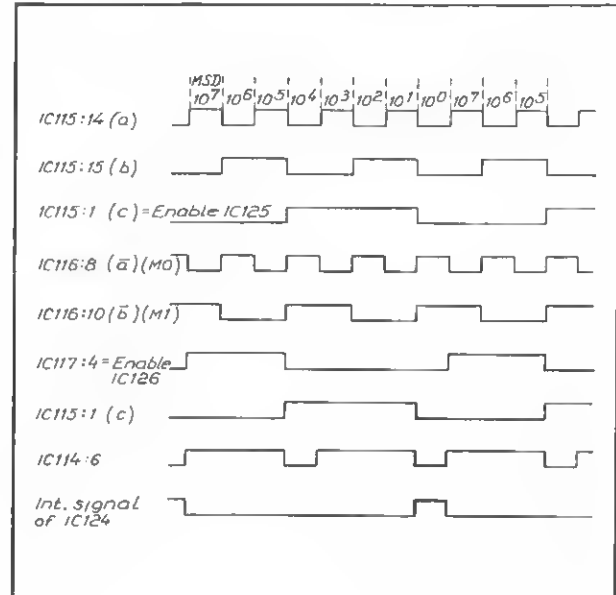 MSD
10⁷ 10⁶ 10⁵ 10⁴ 10³ 10² 10¹ 10⁰ 10⁷ 10⁶ 10⁵
IC115:14 (a)
IC115:15 (b)
IC115:1 (c) = Enable IC125
IC116:8 (a̅)(M0)
IC116:10 (b̅)(M1)
IC117:4 = Enable
IC126
IC115:1 (c)
IC114:6
Int. signal
of IC124